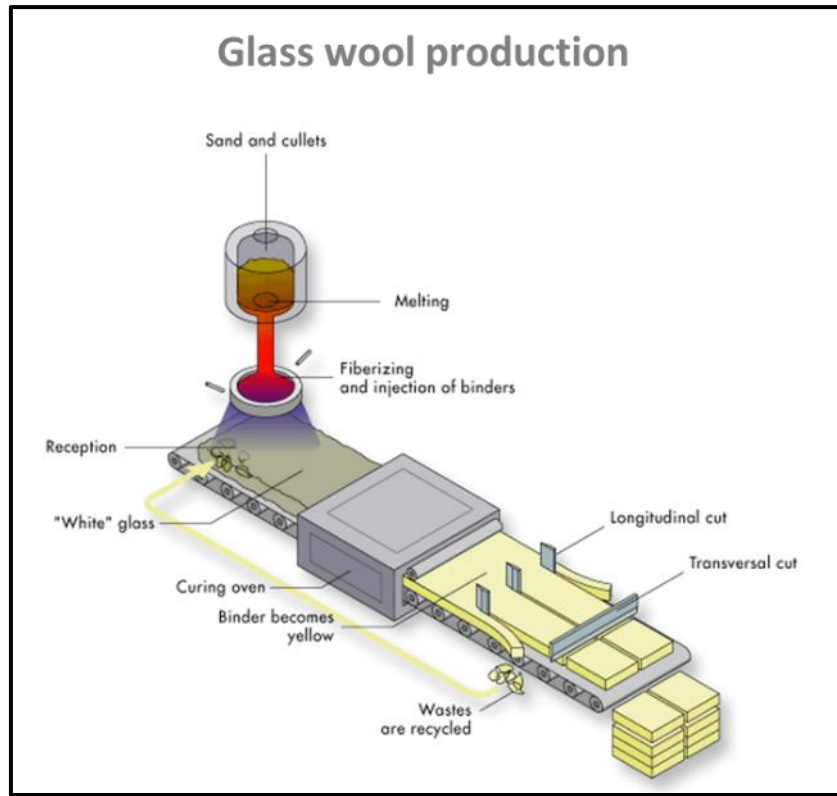 Glass wool production
Sand and cullets
Melting
Fiberizing
and injection of binders
Reception
"White" glass
Longitudinal cut
Transversal cut
Curing oven
Binder becomes
yellow
Wastes
are recycled